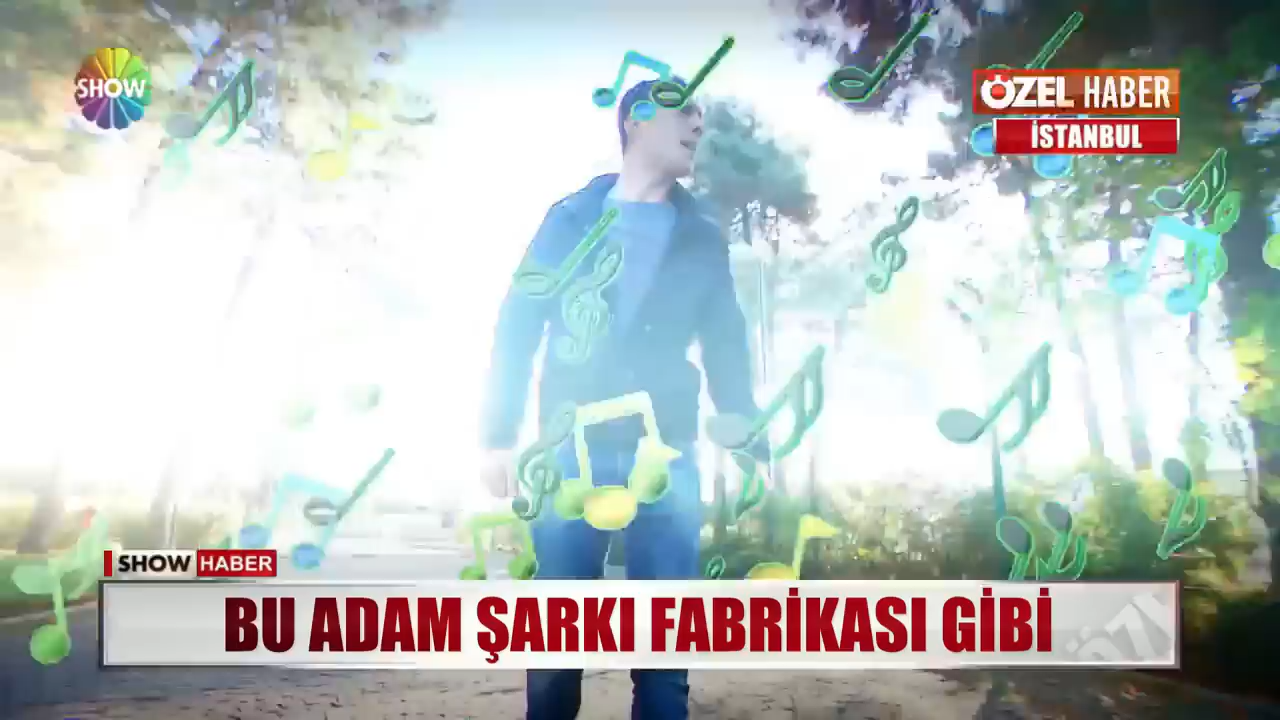 SHOW
ÖZEL HABER
İSTANBUL
SHOW HABER
BU ADAM ŞARKI FABRİKASI GİBİ